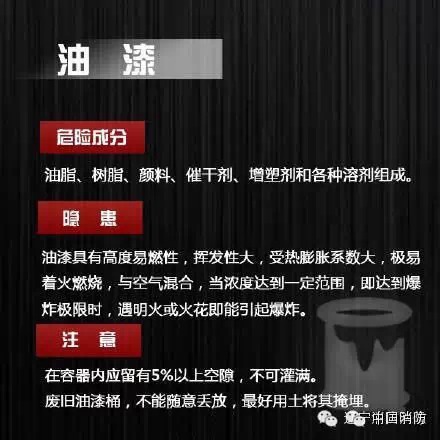 油 漆
危险成分
油脂、树脂、颜料、催干剂、增塑剂和各种溶剂组成。
隐 患
油漆具有高度易燃性，挥发性大，受热膨胀系数大，极易
着火燃烧，与空气混合，当浓度达到一定范围，即达到爆
炸极限时，遇明火或火花即能引起爆炸。
注 意
在容器内应留有5%以上空隙，不可灌满。
废旧油漆桶，不能随意丢放，最好用土将其掩埋。